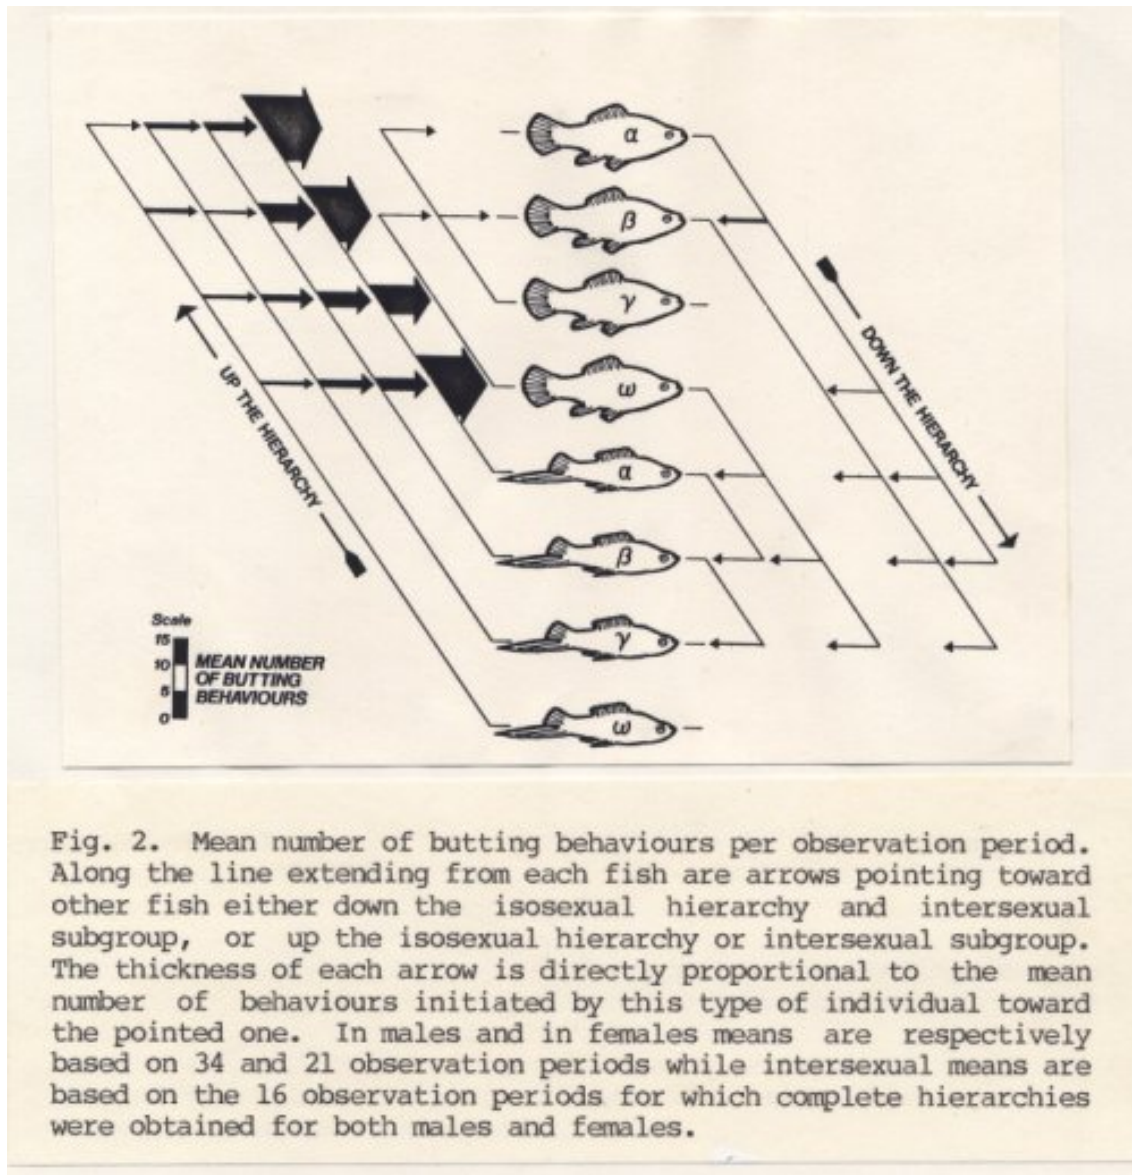 α
β
γ
ω
α
β
γ
ω
UP THE HIERARCHY
DOWN THE HIERARCHY
Scale
15
10
5
0
MEAN NUMBER
OF BUTTING
BEHAVIOURS
Fig. 2. Mean number of butting behaviours per observation period.
Along the line extending from each fish are arrows pointing toward
other fish either down the isosexual hierarchy and intersexual
subgroup, or up the isosexual hierarchy or intersexual subgroup.
The thickness of each arrow is directly proportional to the mean
number of behaviours initiated by this type of individual toward
the pointed one. In males and in females means are respectively
based on 34 and 21 observation periods while intersexual means are
based on the 16 observation periods for which complete hierarchies
were obtained for both males and females.